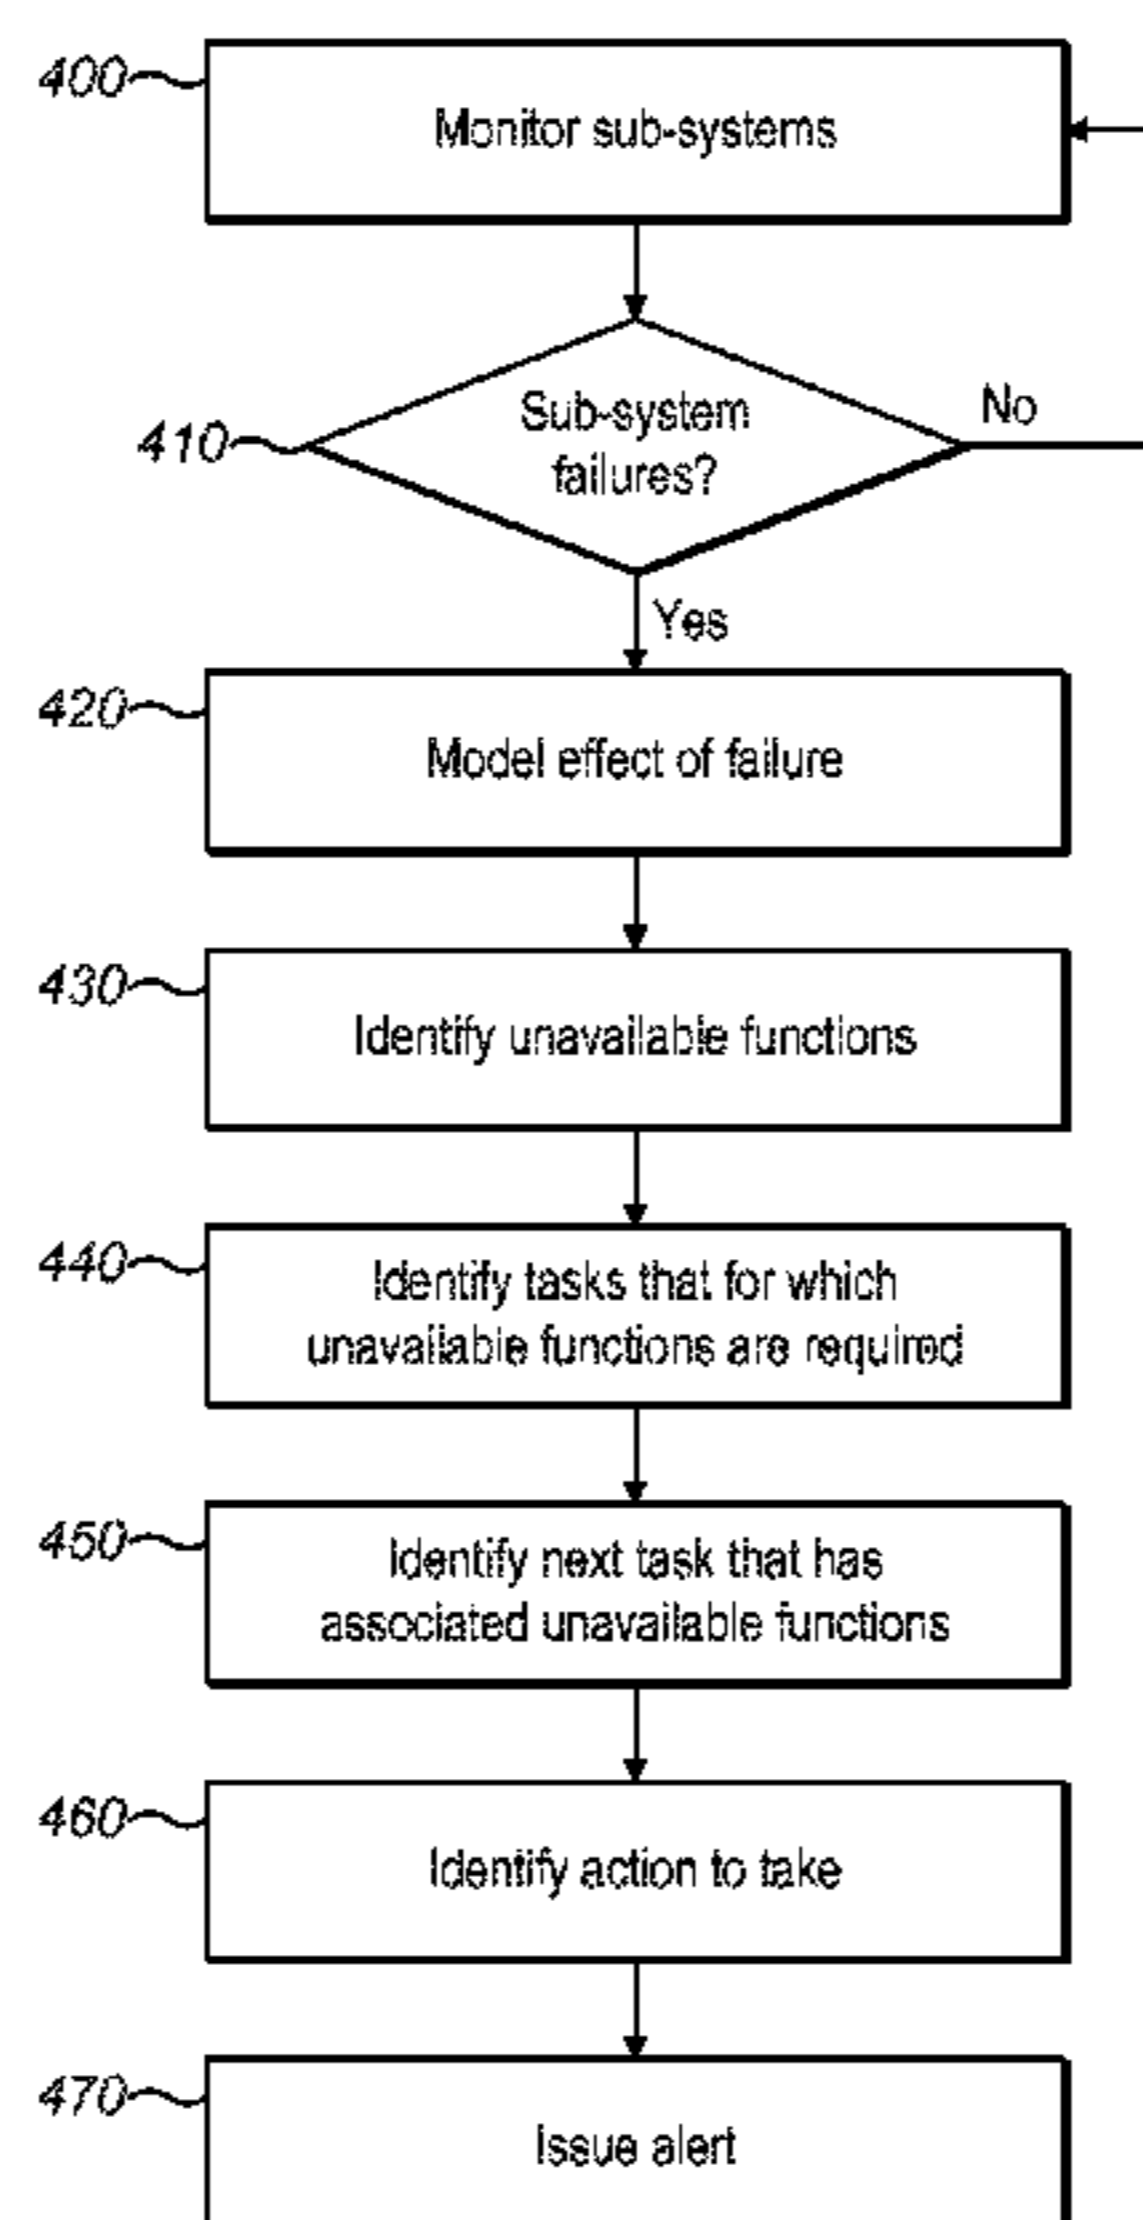 400
Monitor sub-systems
410
Sub-system
failures?
No
Yes
420
Model effect of failure
430
Identify unavailable functions
440
Identify tasks that for which
unavailable functions are required
450
Identify next task that has
associated unavailable functions
460
Identify action to take
470
Issue alert